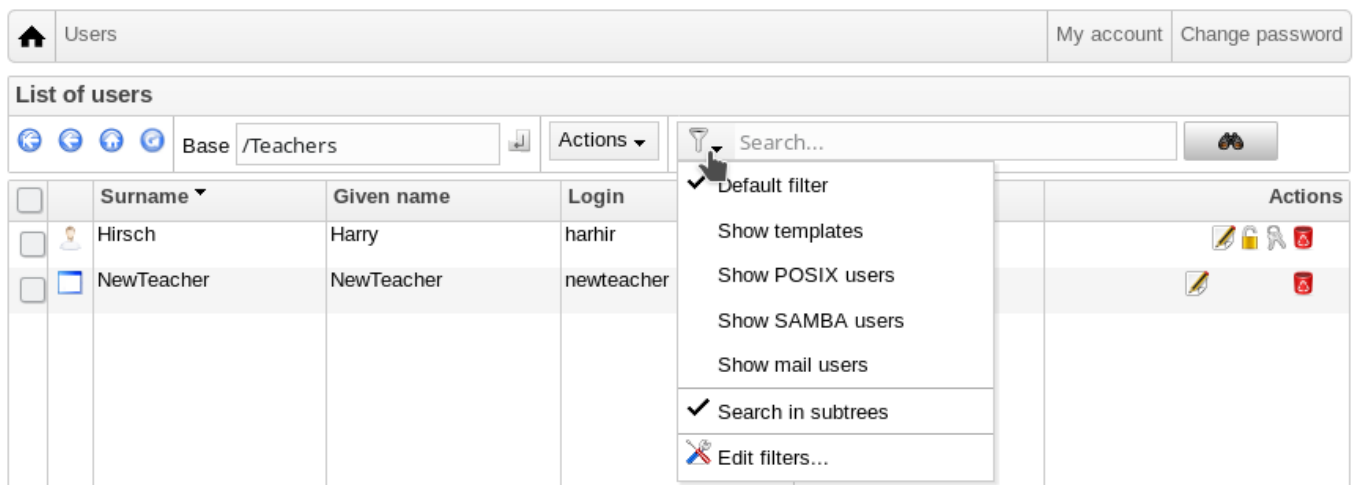 Users My account Change password
List of users
Base /Teachers Actions Search...
Surname Given name Login Actions
Default filter
Hirsch Harry harhir
Show templates
NewTeacher NewTeacher newteacher
Show POSIX users
Show SAMBA users
Show mail users
Search in subtrees
Edit filters...